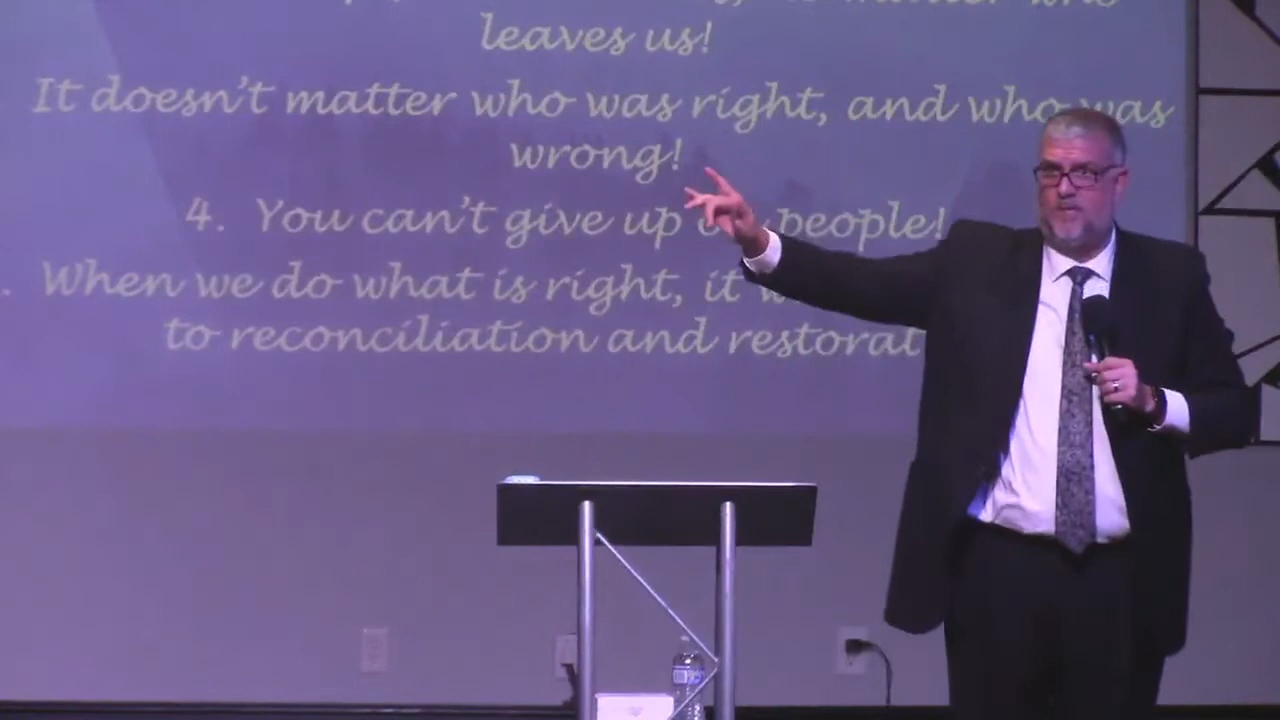 leaves us!
It doesn't matter who was right, and who was
wrong!
4. You can't give up people!
. When we do what is right, it
to reconciliation and